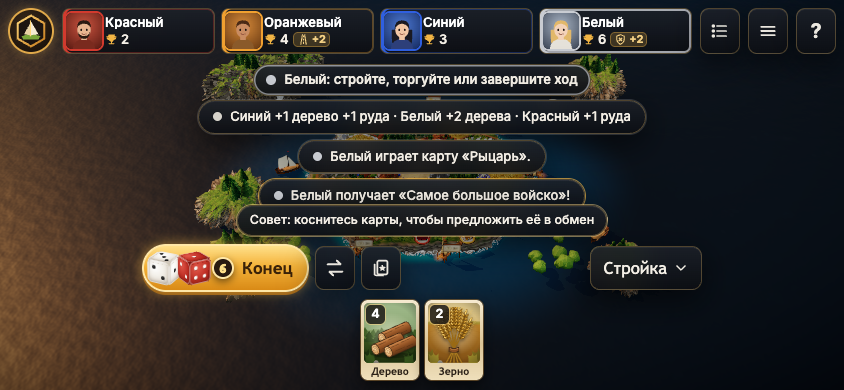 Красный
2
Оранжевый
4 +2
Синий
3
Белый
6 +2
?
Белый: стройте, торгуйте или завершите ход
Синий +1 дерево +1 руда · Белый +2 дерева · Красный +1 руда
Белый играет карту «Рыцарь».
Белый получает «Самое большое войско»!
Совет: коснитесь карты, чтобы предложить её в обмен
6 Конец
Стройка
4
Дерево
2
Зерно